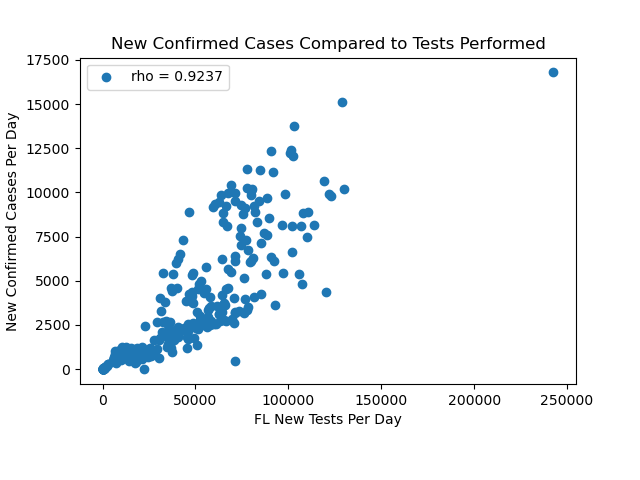 New Confirmed Cases Compared to Tests Performed
rho = 0.9237
17500
15000
12500
10000
7500
5000
2500
0
New Confirmed Caeses Per Day
0 50000 100000 150000 200000 250000
FL New Tests Per Day